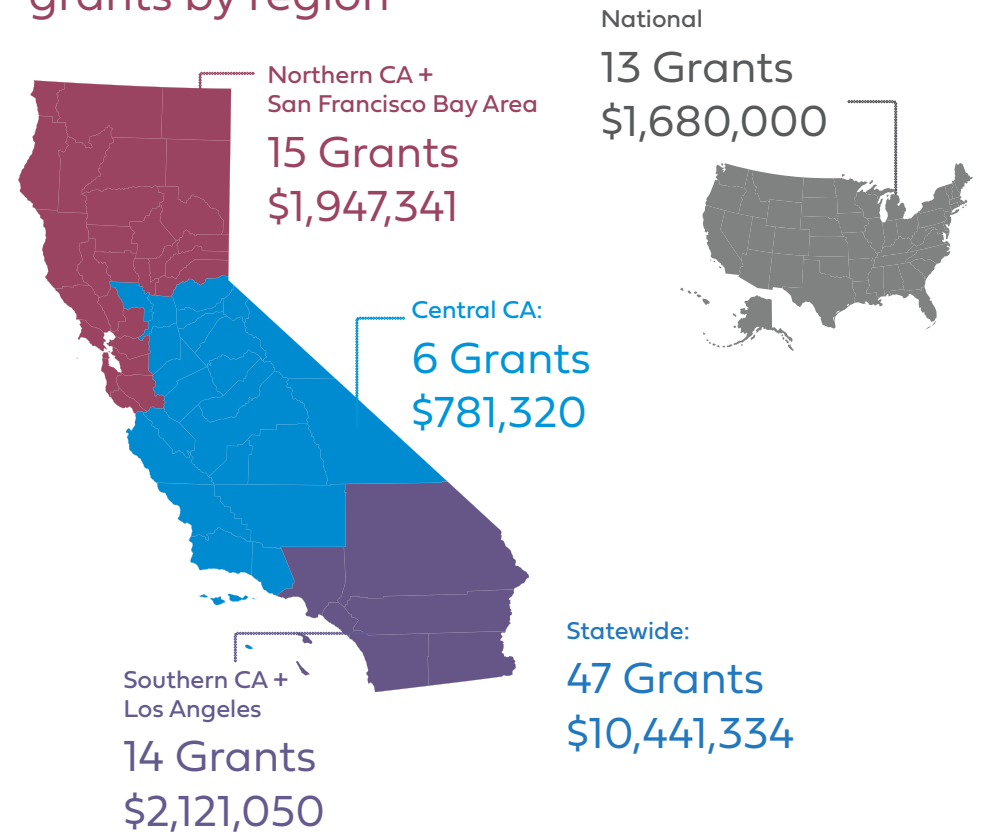 grants by region
Northern CA +
San Francisco Bay Area
15 Grants
$1,947,341
National
13 Grants
$1,680,000
Central CA:
6 Grants
$781,320
Southern CA +
Los Angeles
14 Grants
$2,121,050
Statewide:
47 Grants
$10,441,334